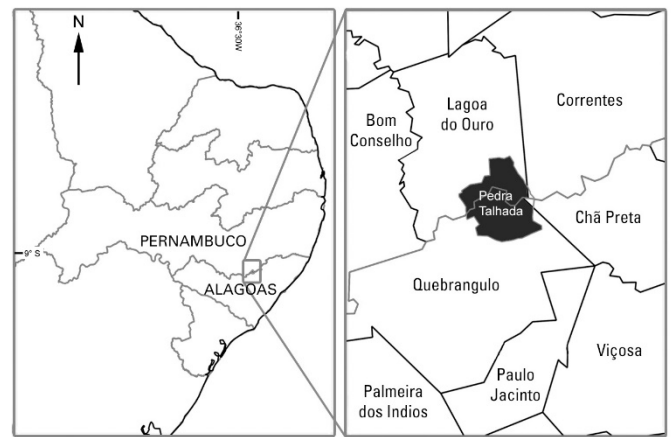 N
36°30W
9° S
PERNAMBUCO
ALAGOAS
Bom
Conselho
Lagoa
do Ouro
Correntes
Pedra
Talhada
Chã Preta
Quebrangulo
Viçosa
Paulo
Jacinto
Palmeira
dos Indios